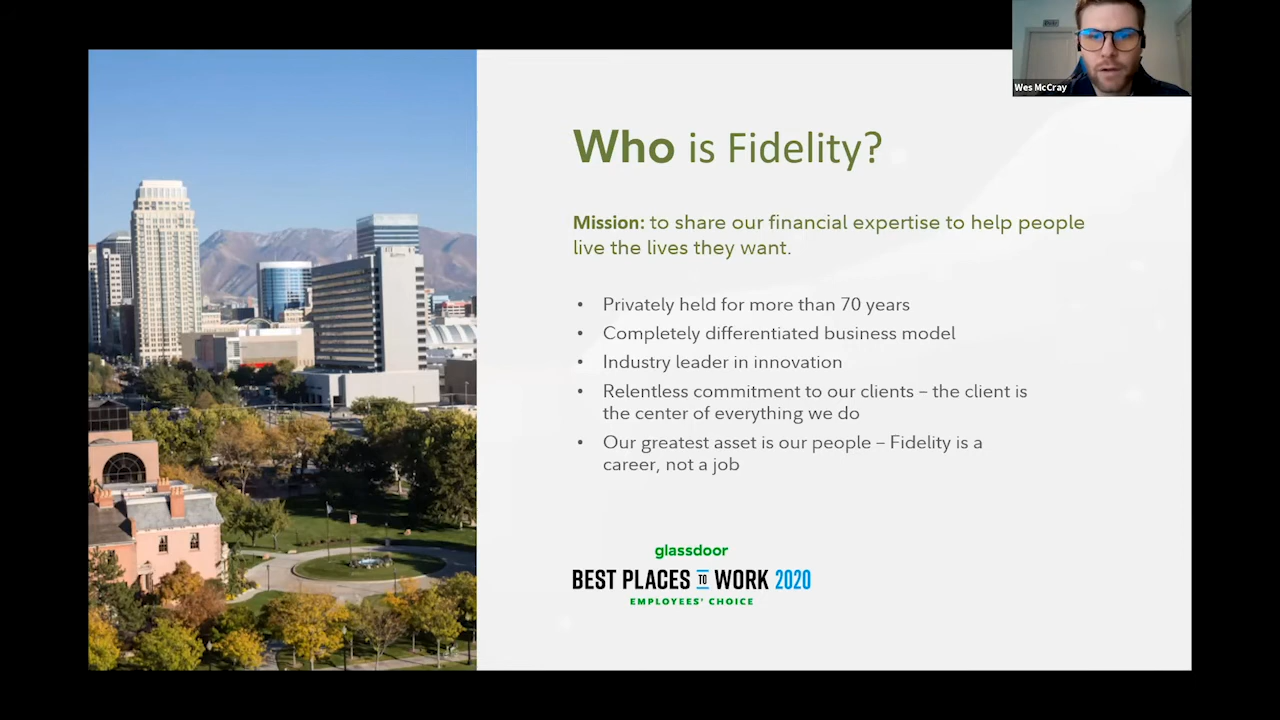 Wes McCray
Who is Fidelity?
Mission: to share our financial expertise to help people
live the lives they want.
• Privately held for more than 70 years
• Completely differentiated business model
• Industry leader in innovation
• Relentless commitment to our clients – the client is
the center of everything we do
• Our greatest asset is our people – Fidelity is a
career, not a job
glassdoor
BEST PLACES TO WORK 2020
EMPLOYEES' CHOICE